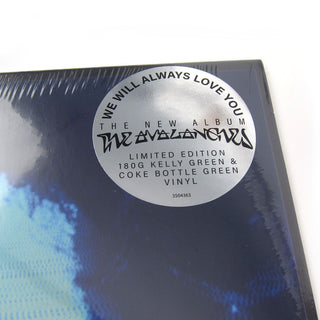 WE WILL ALWAYS LOVE YOU
THE NEW ALBUM
THE AVALANCHES
LIMITED EDITION
180G KELLY GREEN &
COKE BOTTLE GREEN
VINYL
3504363